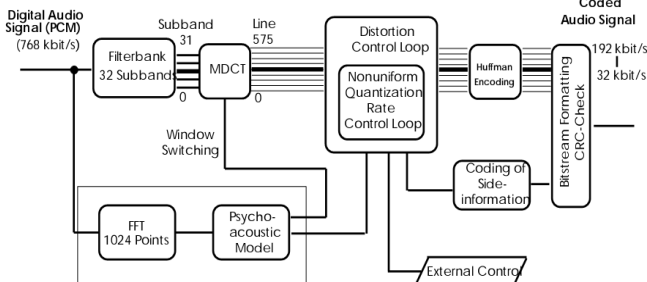 Digital Audio
Signal (PCM)
(768 kbit/s)
Subband
31
0
Filterbank
32 Subbands
MDCT
Line
575
0
Window
Switching
Distortion
Control Loop
Nonuniform
Quantization
Rate
Control Loop
Huffman
Encoding
Coded
Audio Signal
192 kbit/s
32 kbit/s
Bitstream Formatting
CRC-Check
Coding of
Side-
information
FFT
1024 Points
Psycho-
acoustic
Model
External Control